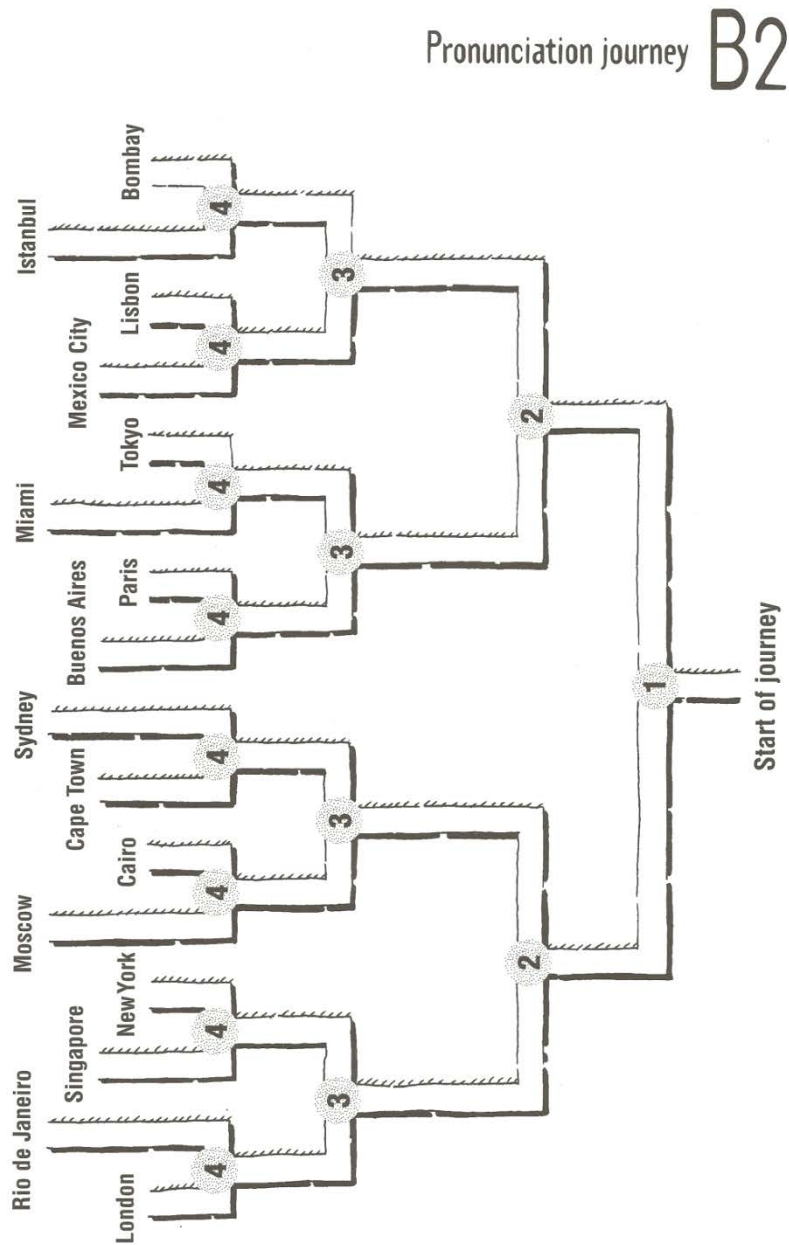 Pronunciation journey B2
Rio de Janeiro
Moscow
Sydney
Miami
Istanbul
Singapore
Cape Town
Buenos Aires
Mexico City
London
New York
Cairo
Paris
Tokyo
Lisbon
Bombay
4
4
4
4
4
4
4
4
3
3
3
3
2
2
1
Start of journey